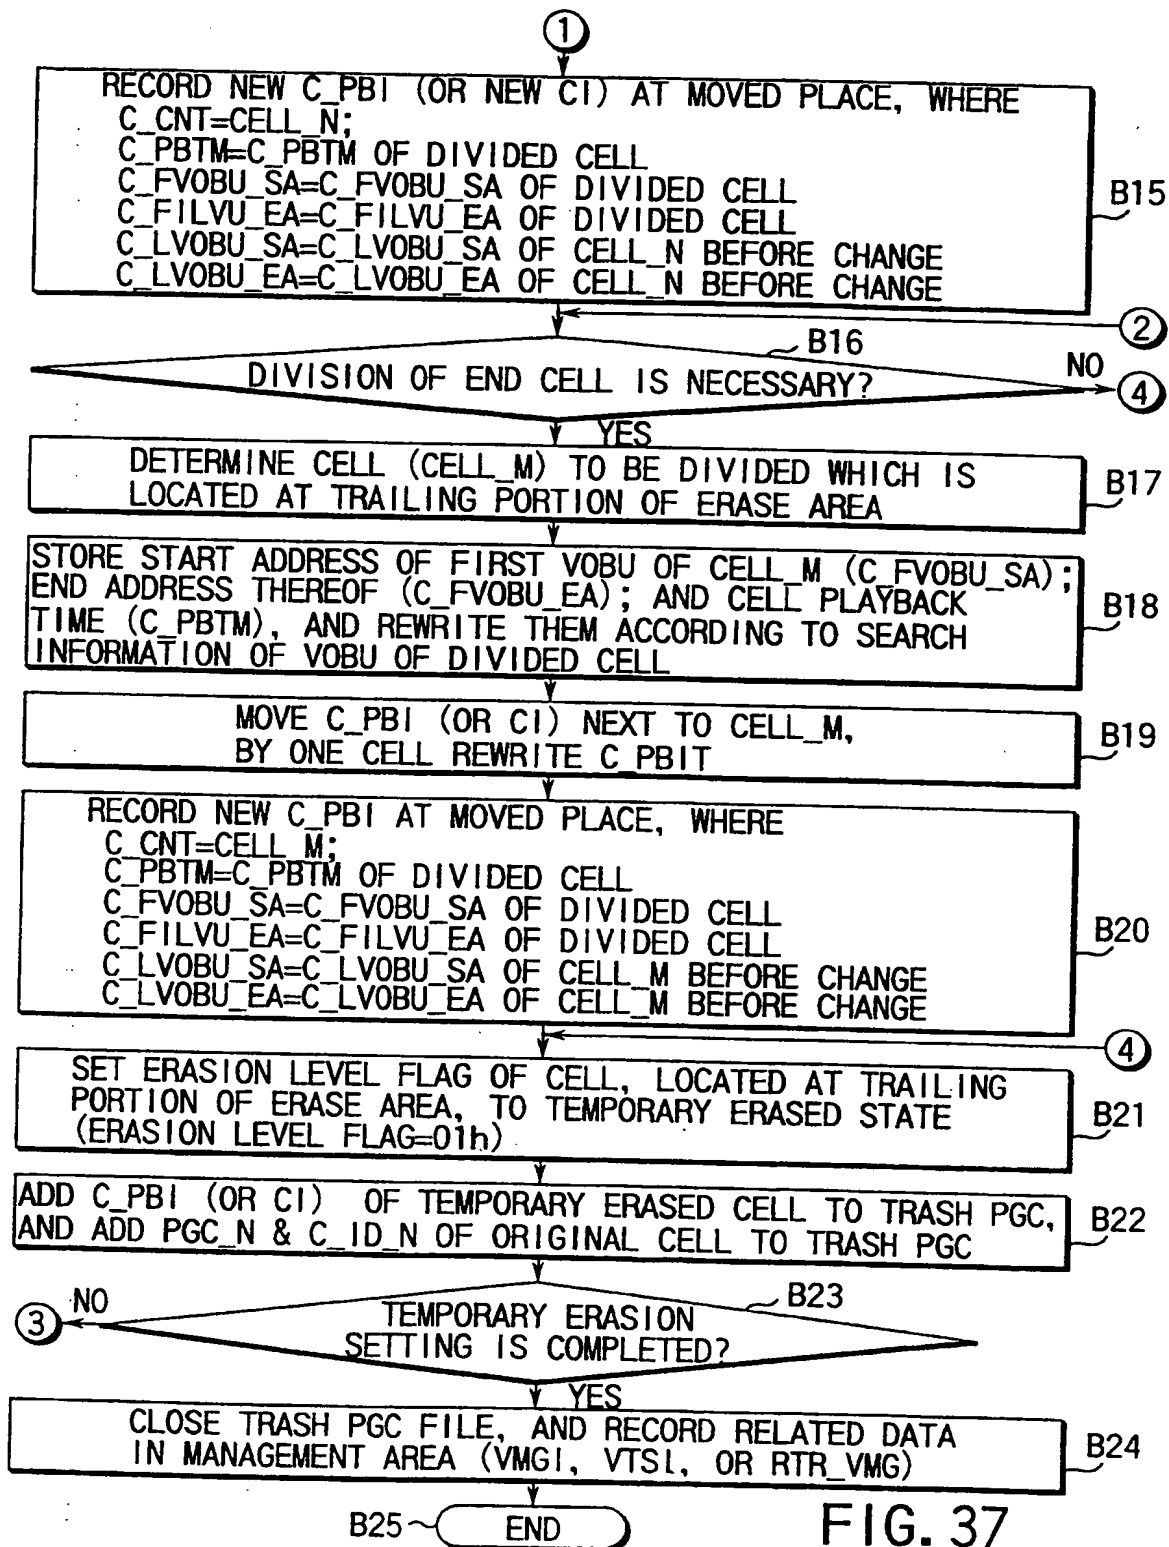 1
RECORD NEW C_PBI (OR NEW CI) AT MOVED PLACE, WHERE
C_CNT=CELL_N;
C_PBTM=C_PBTM OF DIVIDED CELL
C_FVOBU_SA=C_FVOBU_SA OF DIVIDED CELL
C_FILVU_EA=C_FILVU_EA OF DIVIDED CELL
C_LVOBU_SA=C_LVOBU_SA OF CELL_N BEFORE CHANGE
C_LVOBU_EA=C_LVOBU_EA OF CELL_N BEFORE CHANGE
B15
2
B16
DIVISION OF END CELL IS NECESSARY?
NO
4
YES
DETERMINE CELL (CELL_M) TO BE DIVIDED WHICH IS
LOCATED AT TRAILING PORTION OF ERASE AREA
B17
STORE START ADDRESS OF FIRST VOBU OF CELL_M (C_FVOBU_SA);
END ADDRESS THEREOF (C_FVOBU_EA); AND CELL PLAYBACK
TIME (C_PBTM), AND REWRITE THEM ACCORDING TO SEARCH
INFORMATION OF VOBU OF DIVIDED CELL
B18
MOVE C_PBI (OR CI) NEXT TO CELL_M,
BY ONE CELL REWRITE C_PBIT
B19
RECORD NEW C_PBI AT MOVED PLACE, WHERE
C_CNT=CELL_M;
C_PBTM=C_PBTM OF DIVIDED CELL
C_FVOBU_SA=C_FVOBU_SA OF DIVIDED CELL
C_FILVU_EA=C_FILVU_EA OF DIVIDED CELL
C_LVOBU_SA=C_LVOBU_SA OF CELL_M BEFORE CHANGE
C_LVOBU_EA=C_LVOBU_EA OF CELL_M BEFORE CHANGE
B20
4
SET ERASION LEVEL FLAG OF CELL, LOCATED AT TRAILING
PORTION OF ERASE AREA, TO TEMPORARY ERASED STATE
(ERASION LEVEL FLAG=01h)
B21
ADD C_PBI (OR CI) OF TEMPORARY ERASED CELL TO TRASH PGC,
AND ADD PGC_N & C_ID_N OF ORIGINAL CELL TO TRASH PGC
B22
B23
NO
3
TEMPORARY ERASION
SETTING IS COMPLETED?
YES
CLOSE TRASH PGC FILE, AND RECORD RELATED DATA
IN MANAGEMENT AREA (VMGI, VTSI, OR RTR_VMG)
B24
B25
END
FIG. 37